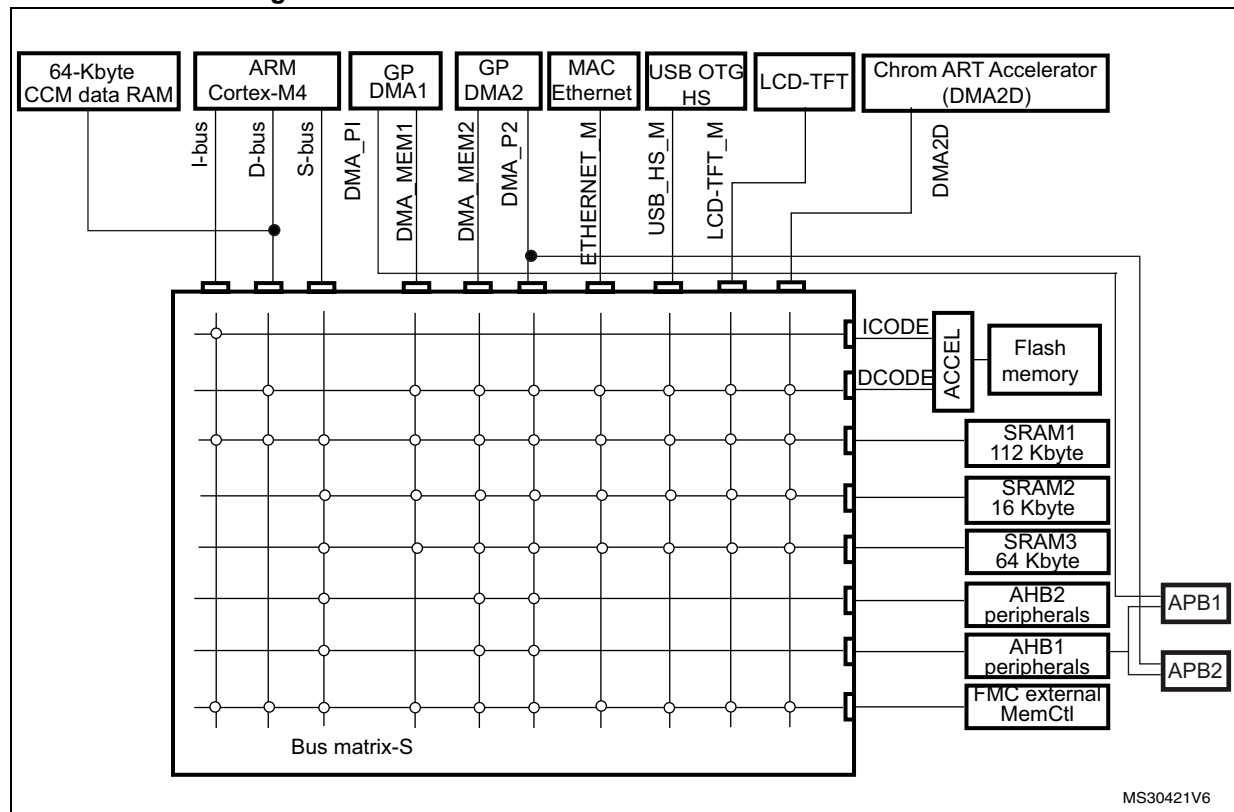 64-Kbyte
CCM data RAM
ARM
Cortex-M4
GP
DMA1
GP
DMA2
MAC
Ethernet
USB OTG
HS
LCD-TFT
Chrom ART Accelerator
(DMA2D)
I-bus
D-bus
S-bus
DMA_PI
DMA_MEM1
DMA_MEM2
DMA_P2
ETHERNET_M
USB_HS_M
LCD-TFT_M
DMA2D
ICODE
DCODE
ACCEL
Flash
memory
SRAM1
112 Kbyte
SRAM2
16 Kbyte
SRAM3
64 Kbyte
AHB2
peripherals
AHB1
peripherals
FMC external
MemCtl
APB1
APB2
Bus matrix-S
MS30421V6